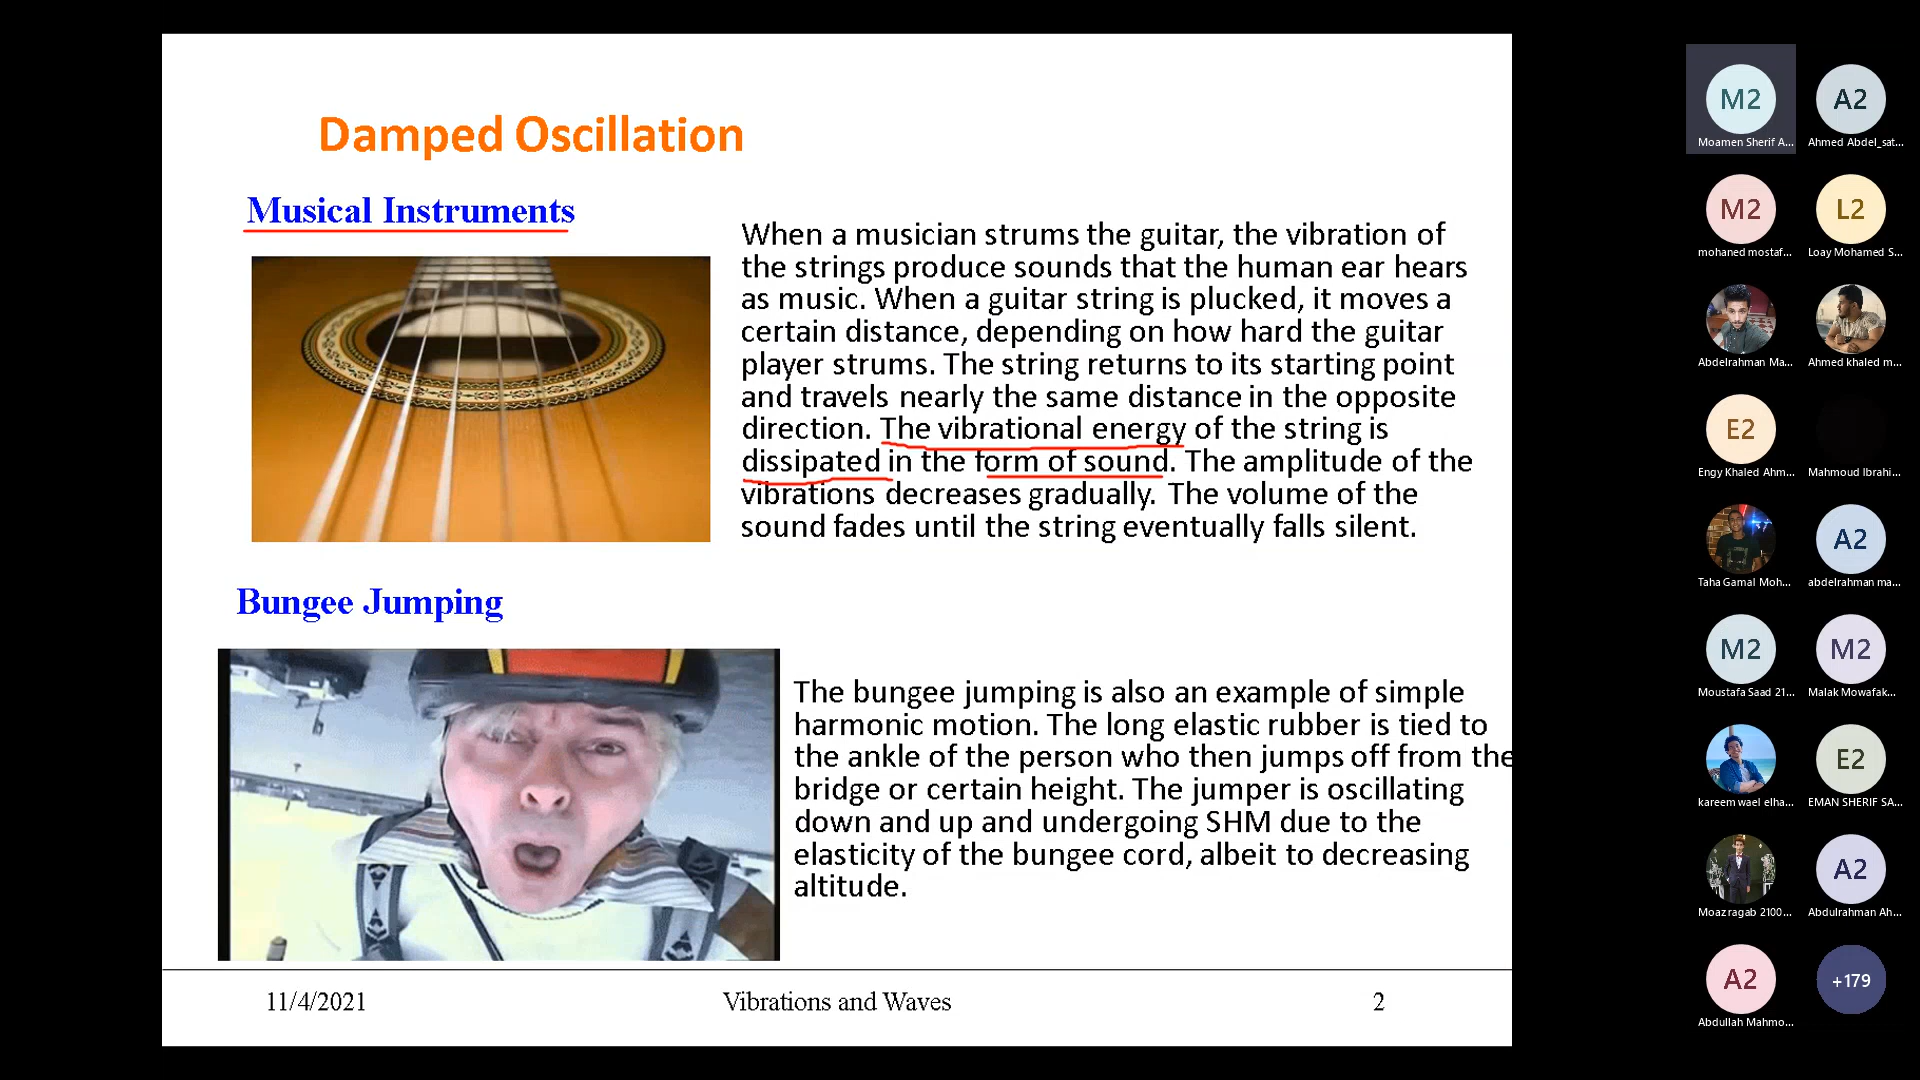 Damped Oscillation
Musical Instruments
When a musician strums the guitar, the vibration of
the strings produce sounds that the human ear hears
as music. When a guitar string is plucked, it moves a
certain distance, depending on how hard the guitar
player strums. The string returns to its starting point
and travels nearly the same distance in the opposite
direction. The vibrational energy of the string is
dissipated in the form of sound. The amplitude of the
vibrations decreases gradually. The volume of the
sound fades until the string eventually falls silent.
Bungee Jumping
The bungee jumping is also an example of simple
harmonic motion. The long elastic rubber is tied to
the ankle of the person who then jumps off from the
bridge or certain height. The jumper is oscillating
down and up and undergoing SHM due to the
elasticity of the bungee cord, albeit to decreasing
altitude.
11/4/2021
Vibrations and Waves
2
M2
Moamen Sherif A...
A2
Ahmed Abdel_sat...
M2
mohaned mostaf...
L2
Loay Mohamed S...
Abdelrahman Ma...
Ahmed khaled m...
E2
Engy Khaled Ahm...
Mahmoud Ibrahi...
Taha Gamal Moh...
A2
abdelrahman ma...
M2
Moustafa Saad 21...
M2
Malak Mowafak...
kareem wael elha...
E2
EMAN SHERIF SA...
Moaz ragab 2100...
A2
Abdulrahman Ah...
A2
Abdullah Mahmo...
+179